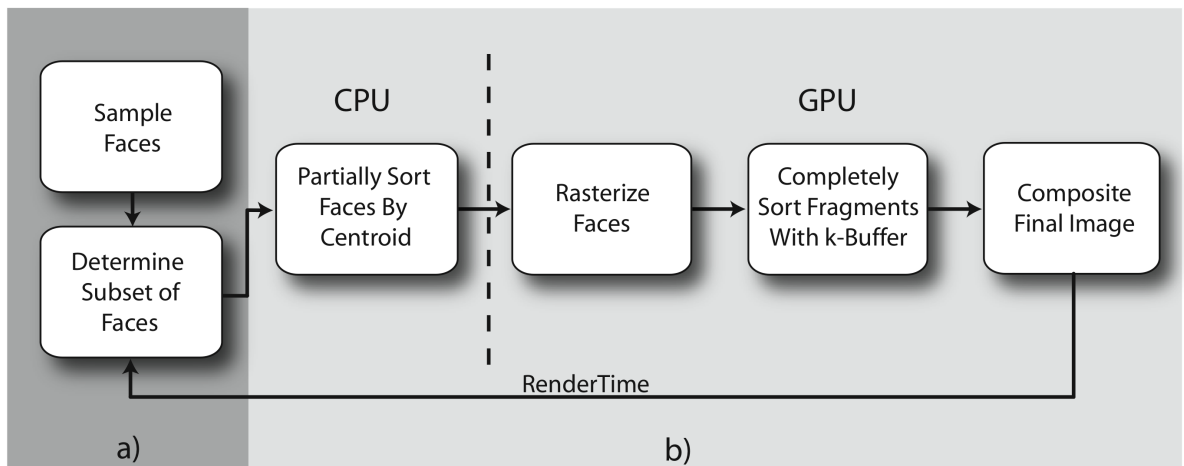 Sample
Faces
Determine
Subset of
Faces
CPU
Partially Sort
Faces By
Centroid
GPU
Rasterize
Faces
Completely
Sort Fragments
With k-Buffer
Composite
Final Image
RenderTime
a)
b)